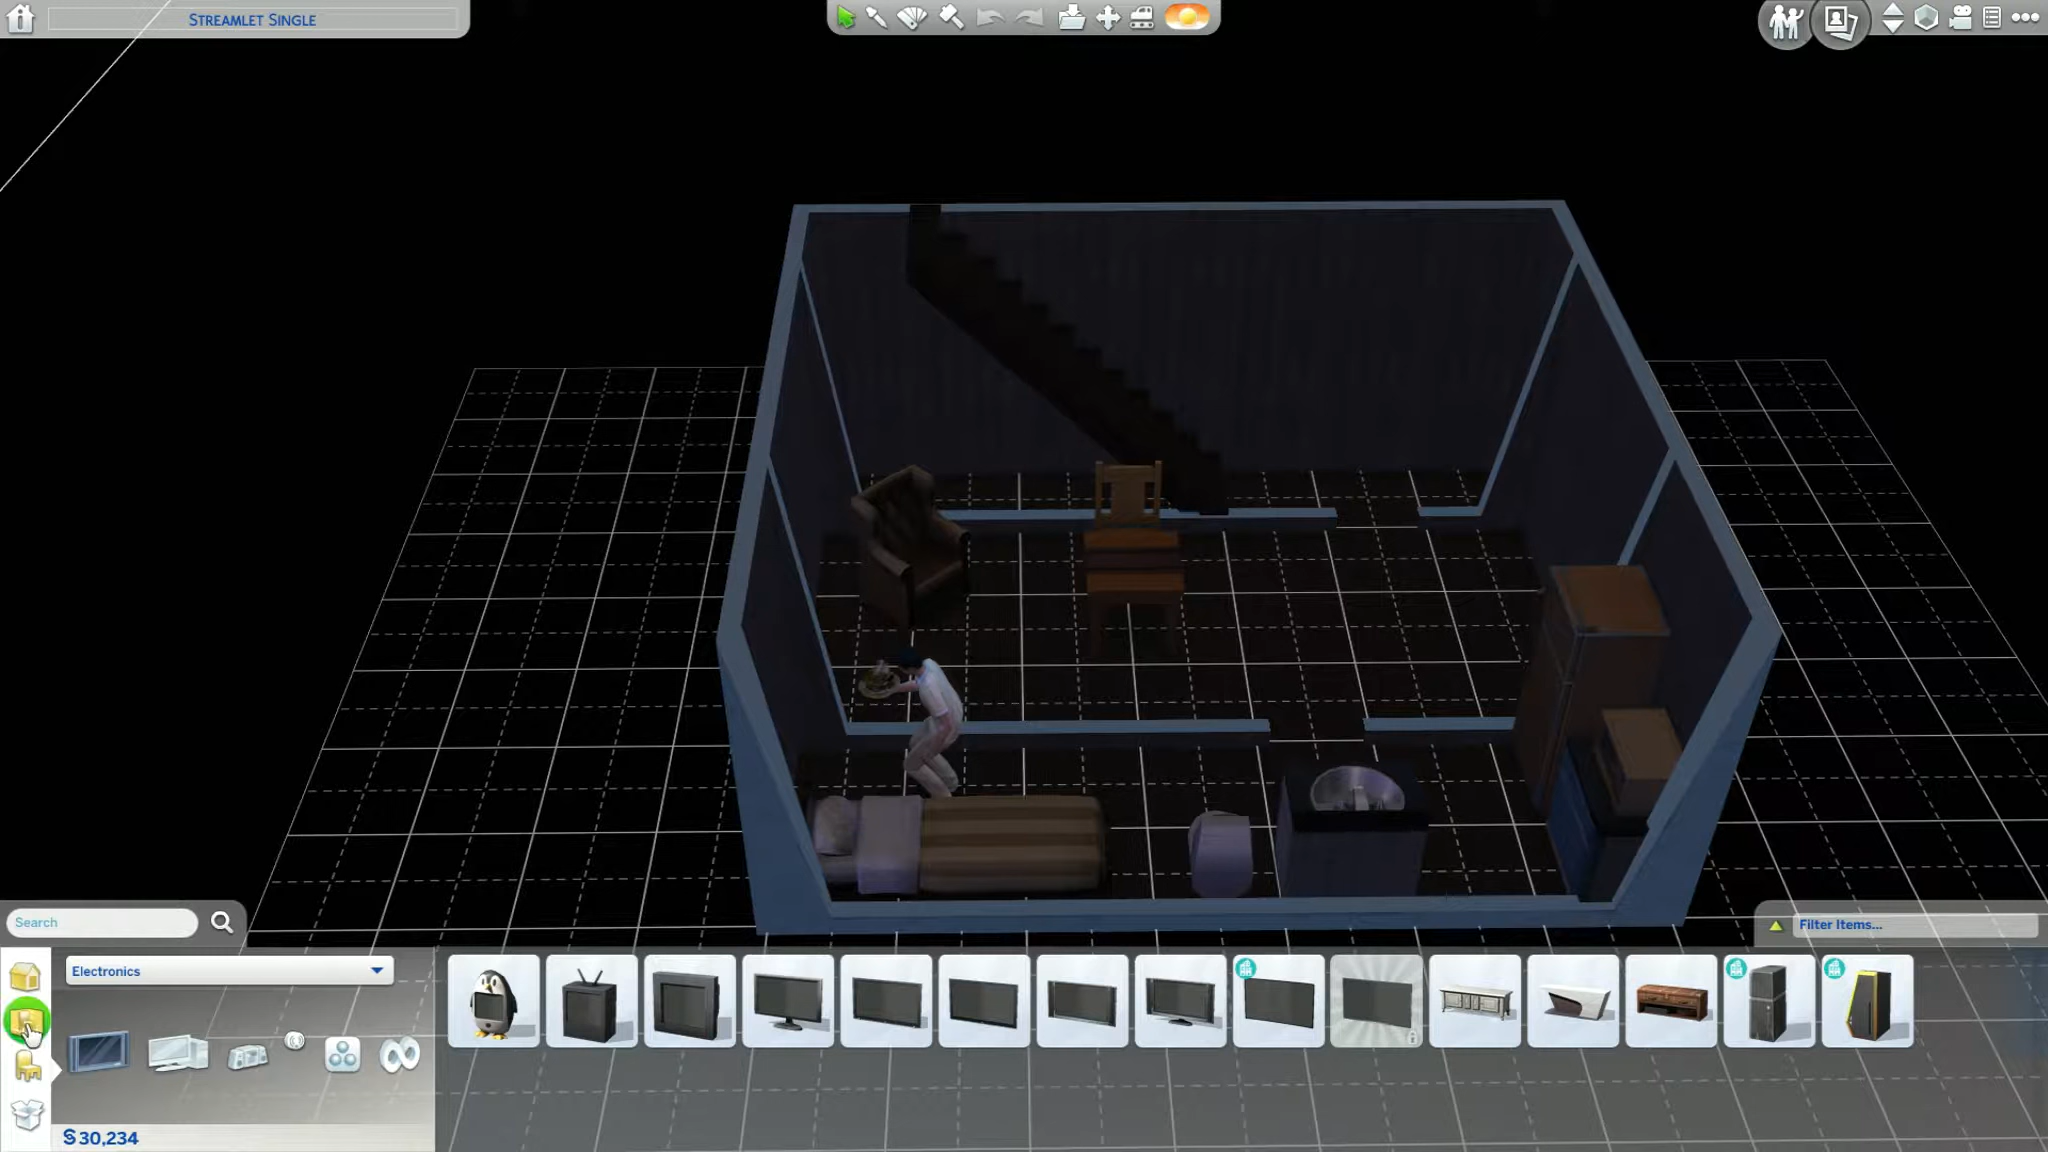 STREAMLET SINGLE
Search
Filter Items...
Electronics
§30,234